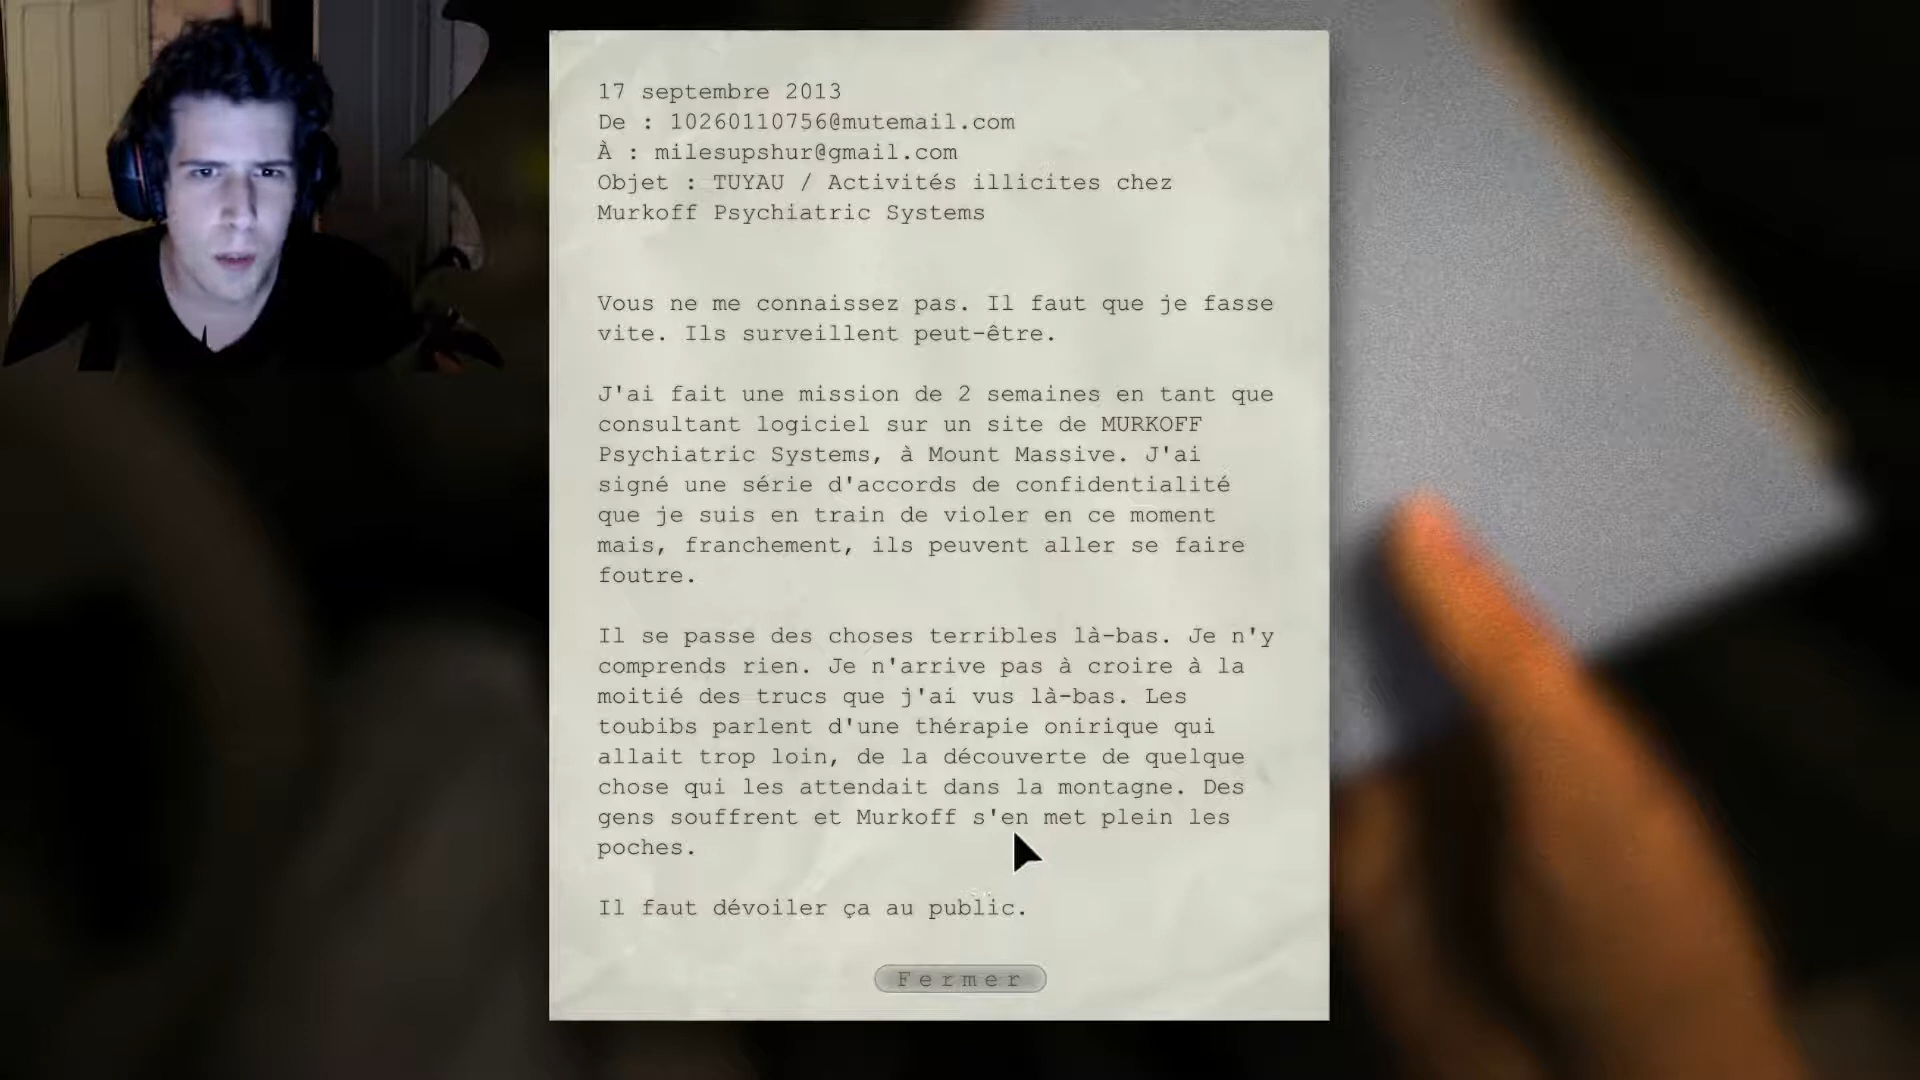 17 septembre 2013
De : 10260110756@mutemail.com
À : milesupshur@gmail.com
Objet : TUYAU / Activités illicites chez
Murkoff Psychiatric Systems
Vous ne me connaissez pas. Il faut que je fasse
vite. Ils surveillent peut-être.
J'ai fait une mission de 2 semaines en tant que
consultant logiciel sur un site de MURKOFF
Psychiatric Systems, à Mount Massive. J'ai
signé une série d'accords de confidentialité
que je suis en train de violer en ce moment
mais, franchement, ils peuvent aller se faire
foutre.
Il se passe des choses terribles là-bas. Je n'y
comprends rien. Je n'arrive pas à croire à la
moitié des trucs que j'ai vus là-bas. Les
toubibs parlent d'une thérapie onirique qui
allait trop loin, de la découverte de quelque
chose qui les attendait dans la montagne. Des
gens souffrent et Murkoff s'en met plein les
poches.
Il faut dévoiler ça au public.
Fermer